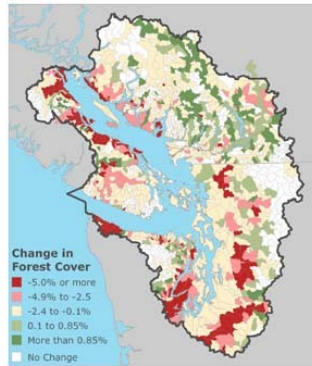 Change in
Forest Cover
-5.0% or more
-4.9% to -2.5
-2.4 to -0.1%
0.1 to 0.85%
More than 0.85%
No Change